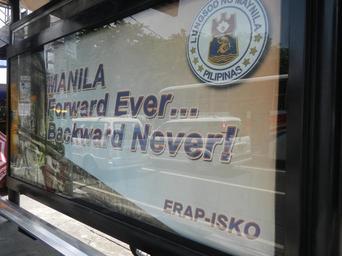 LUNGSOD NG MAYNILA
PILIPINAS
MANILA
Forward Ever...
Backward Never!
ERAP-ISKO